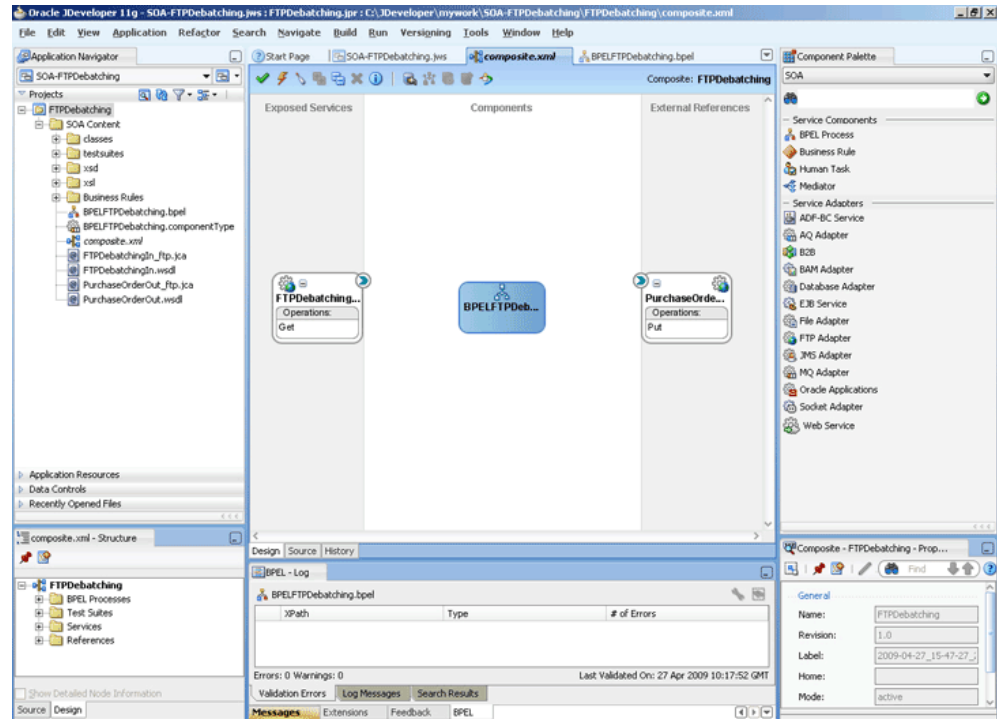 Oracle JDeveloper 11g - SOA-FTPDebatching.jws : FTPDebatching.jpr : C:\JDeveloper\mywork\SOA-FTPDebatching\FTPDebatching\composite.xml
File Edit View Application Refactor Search Navigate Build Run Versioning Tools Window Help
Application Navigator
SOA-FTPDebatching
Projects
FTPDebatching
SOA Content
classes
testsuites
xsd
xsl
Business Rules
BPELFTPDebatching.bpel
BPELFTPDebatching.componentType
composite.xml
FTPDebatchingIn_ftp.jca
FTPDebatchingIn.wsdl
PurchaseOrderOut_ftp.jca
PurchaseOrderOut.wsdl
Application Resources
Data Controls
Recently Opened Files
composite.xml - Structure
FTPDebatching
BPEL Processes
Test Suites
Services
References
Show Detailed Node Information
Source Design
Start Page SOA-FTPDebatching.jws composite.xml BPELFTPDebatching.bpel
Composite: FTPDebatching
Exposed Services Components External References
FTPDebatching...
Operations:
Get
BPELFTPDeb...
PurchaseOrde...
Operations:
Put
Design Source History
BPEL - Log
BPELFTPDebatching.bpel
XPath Type # of Errors
Errors: 0 Warnings: 0 Last Validated On: 27 Apr 2009 10:17:52 GMT
Validation Errors Log Messages Search Results
Messages Extensions Feedback BPEL
Component Palette
SOA
Service Components
BPEL Process
Business Rule
Human Task
Mediator
Service Adapters
ADF-BC Service
AQ Adapter
B2B
BAM Adapter
Database Adapter
EJB Service
File Adapter
FTP Adapter
JMS Adapter
MQ Adapter
Oracle Applications
Socket Adapter
Web Service
Composite - FTPDebatching - Prop...
Find
General
Name: FTPDebatching
Revision: 1.0
Label: 2009-04-27_15-47-27_
Home:
Mode: active